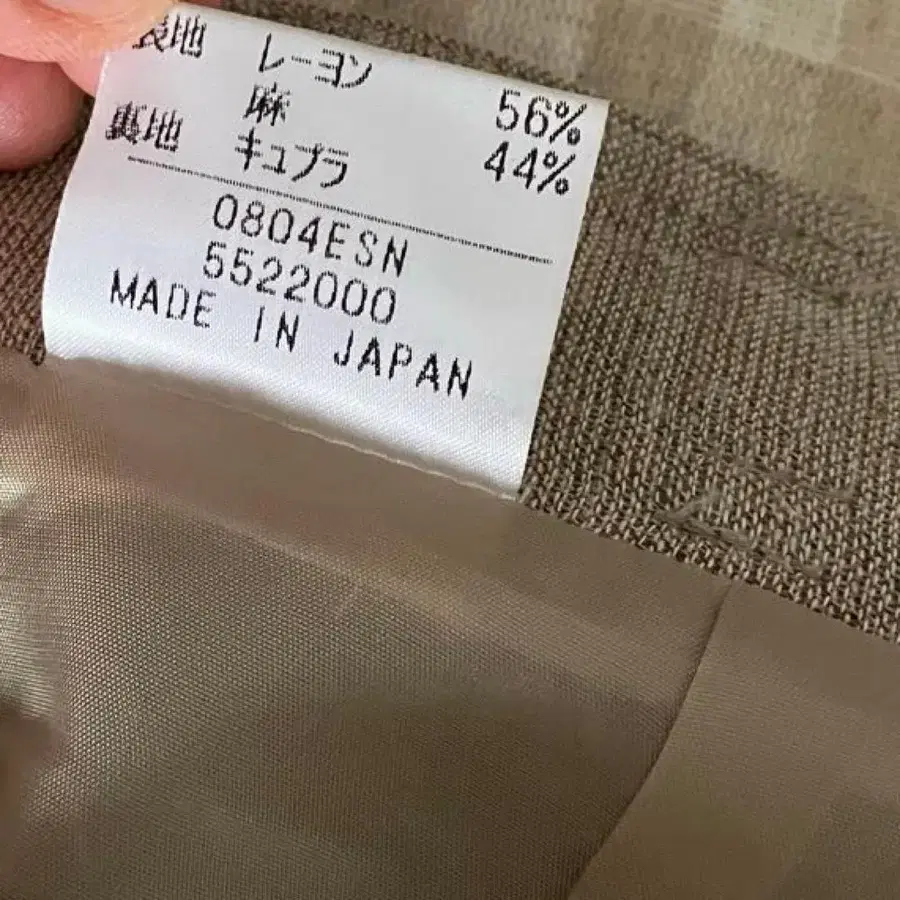 表地 レーヨン 56%
麻 44%
裏地 キュプラ
0804ESN
5522000
MADE IN JAPAN